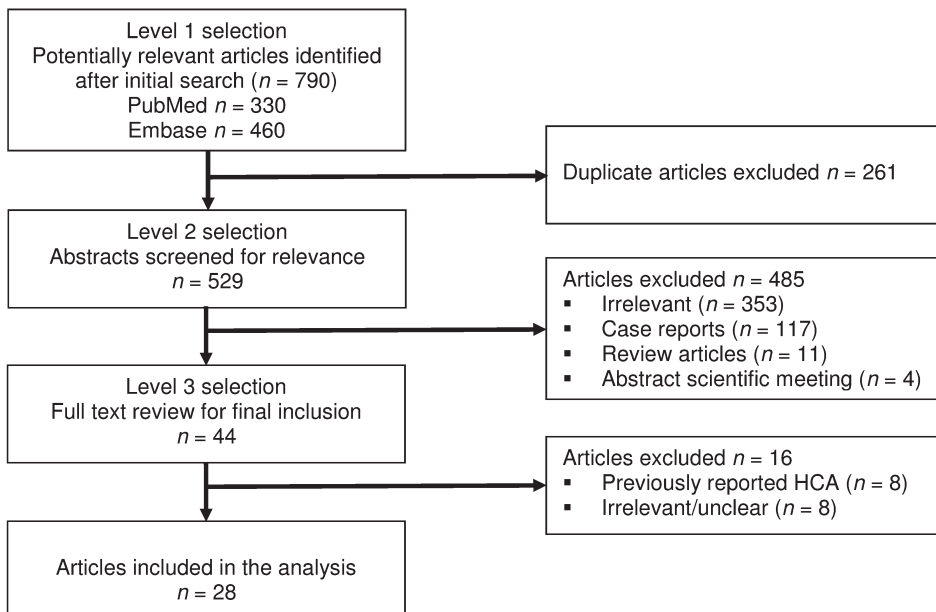 Level 1 selection
Potentially relevant articles identified
after initial search (n = 790)
PubMed n = 330
Embase n = 460
Duplicate articles excluded n = 261
Level 2 selection
Abstracts screened for relevance
n = 529
Articles excluded n = 485
▪ Irrelevant (n = 353)
▪ Case reports (n = 117)
▪ Review articles (n = 11)
▪ Abstract scientific meeting (n = 4)
Level 3 selection
Full text review for final inclusion
n = 44
Articles excluded n = 16
▪ Previously reported HCA (n = 8)
▪ Irrelevant/unclear (n = 8)
Articles included in the analysis
n = 28